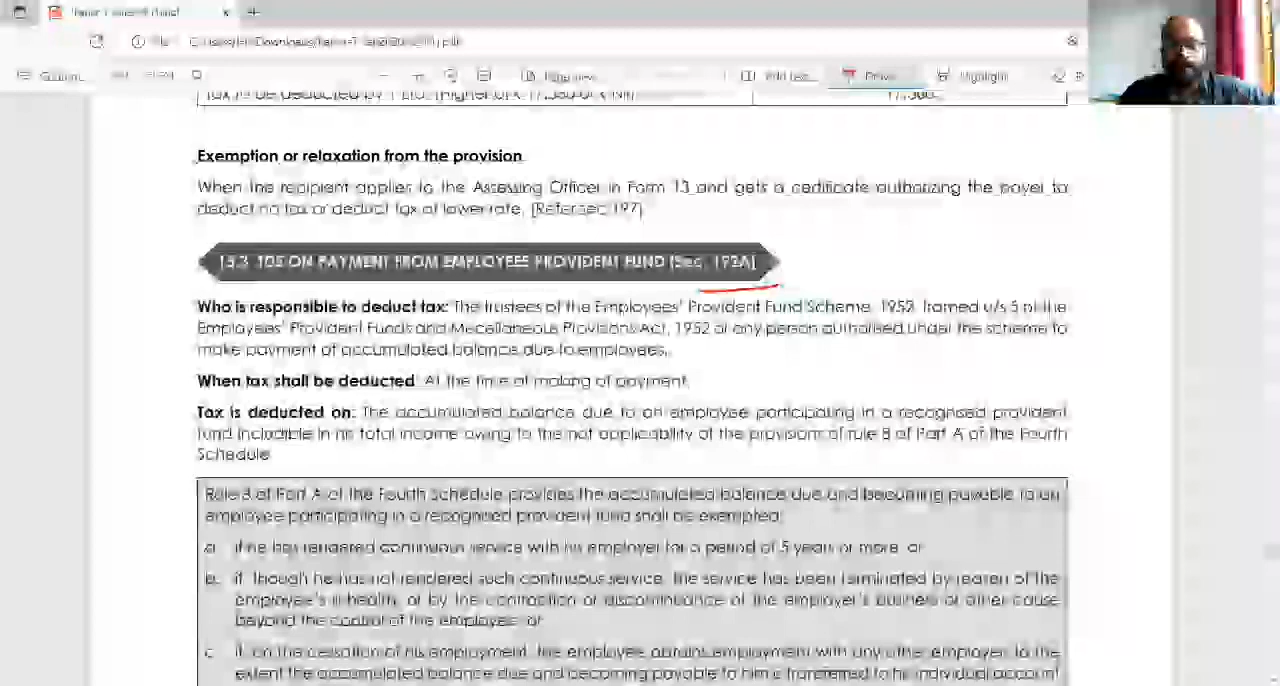 Exemption or relaxation from the provision
When the recipient applies to the Assessing Officer in Form 13 and gets a certificate authorizing the payer to
deduct no tax or deduct tax at lower rate. [Refer sec 197]
TDS ON PAYMENT FROM EMPLOYEES PROVIDENT FUND [Sec. 192A]
Who is responsible to deduct tax: The trustees of the Employees' Provident Fund Scheme, 1952, framed u/s 5 of the
Employees' Provident Funds and Miscellaneous Provisions Act, 1952 or any person authorised under the scheme to
make payment of accumulated balance due to employees.
When tax shall be deducted: At the time of making of payment
Tax is deducted on: The accumulated balance due to an employee participating in a recognised provident
fund includible in his total income owing to the not applicability of the provisions of rule 8 of Part A of the Fourth
Schedule
Rule 8 of Part A of the Fourth Schedule provides the accumulated balance due and becoming payable to an
employee participating in a recognised provident fund shall be exempted:
a. if he has rendered continuous service with his employer for a period of 5 years or more, or
b. if, though he has not rendered such continuous service, the service has been terminated by reason of the
employee's ill-health, or by the contraction or discontinuance of the employer's business or other cause
beyond the control of the employee, or
c. if, on the cessation of his employment, the employee obtains employment with any other employer, to the
extent the accumulated balance due and becoming payable to him is transferred to his individual account